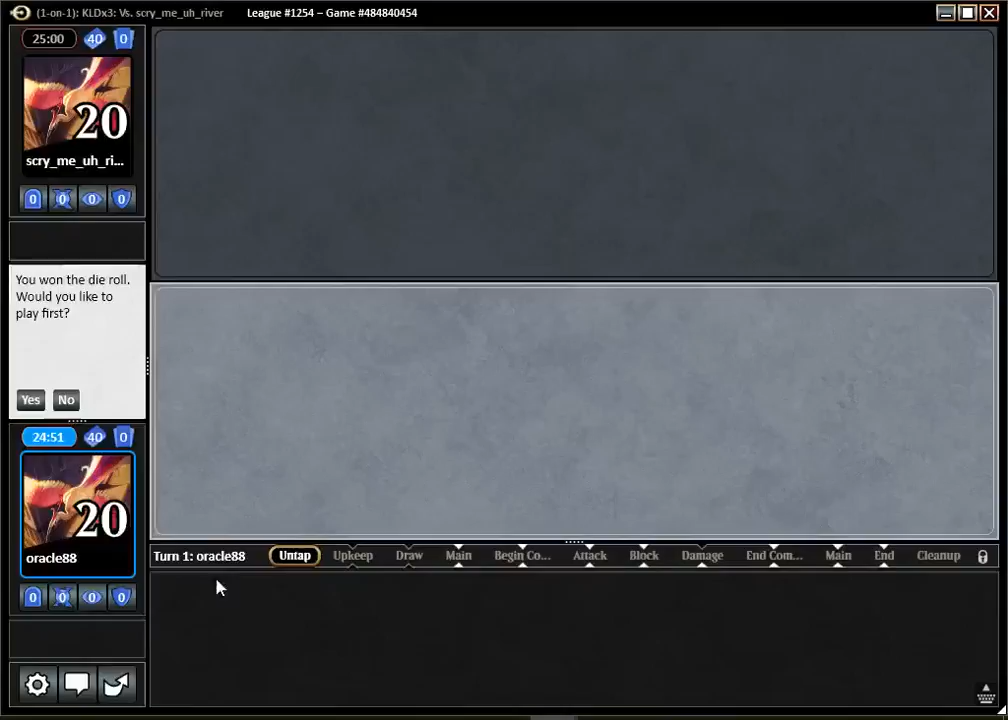 (1-on-1): KLDx3: Vs. scry_me_uh_river League #1254 – Game #484840454
25:00 40 0
20
scry_me_uh_ri...
0 0 0 0
You won the die roll.
Would you like to
play first?
Yes No
24:51 40 0
20
oracle88
Turn 1: oracle88 Untap Upkeep Draw Main Begin Co... Attack Block Damage End Com... Main End Cleanup
0 0 0 0